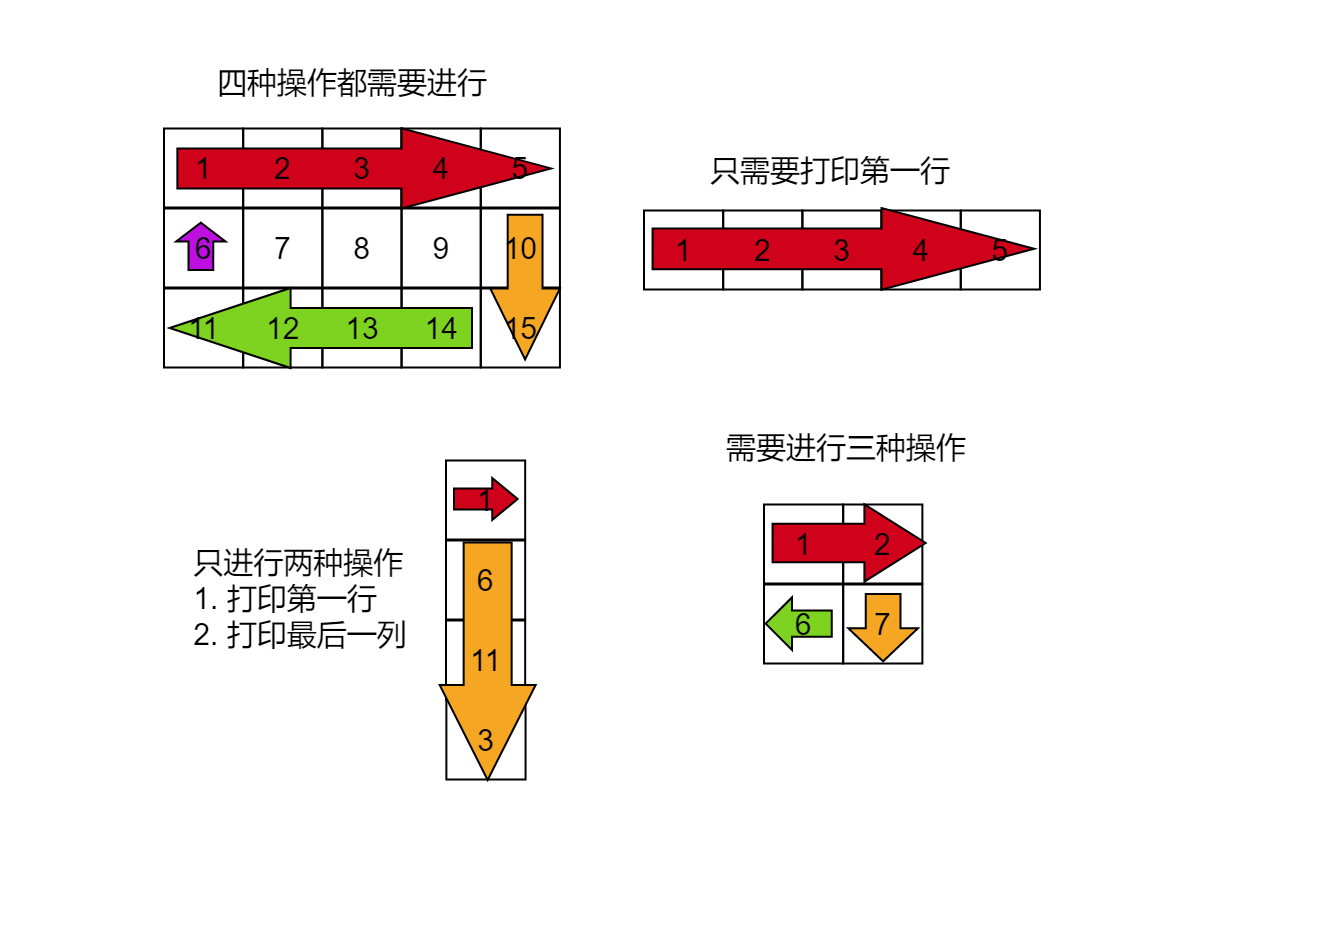 四种操作都需要进行
1 2 3 4 5
6 7 8 9 10
11 12 13 14 15
只需要打印第一行
1 2 3 4 5
只进行两种操作
1. 打印第一行
2. 打印最后一列
1
6
11
3
需要进行三种操作
1 2
6 7